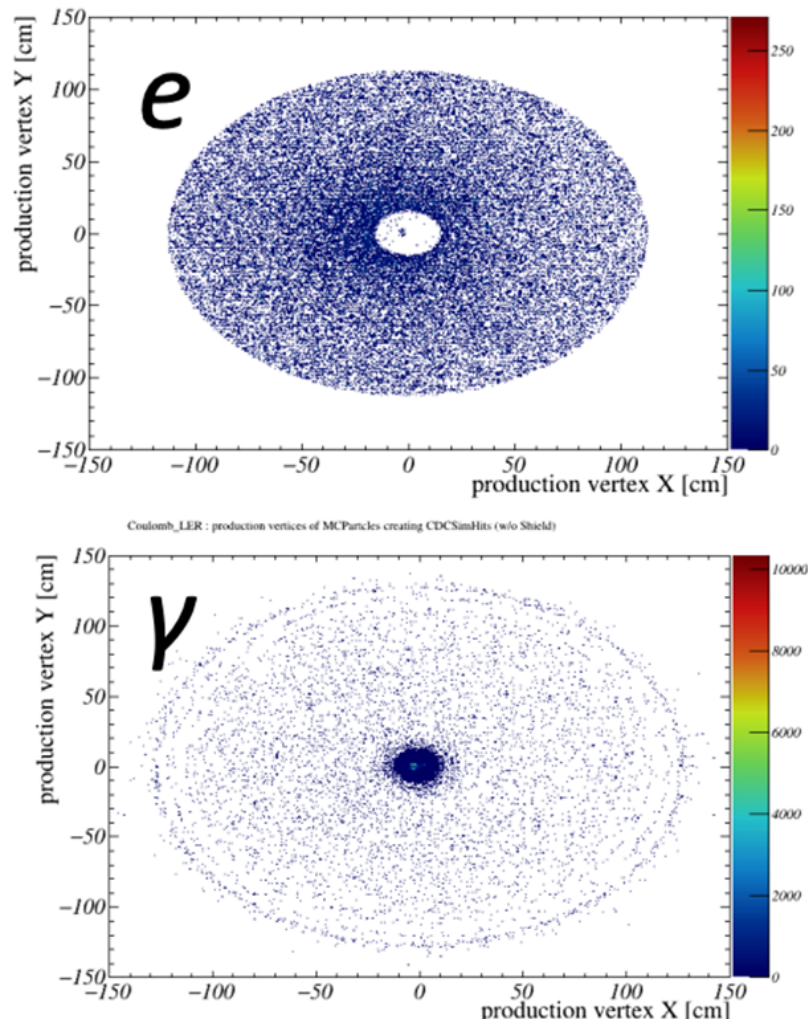 e
production vertex Y [cm]
150
100
50
0
−50
−100
−150
−150 −100 −50 0 50 100 150
production vertex X [cm]
250
200
150
100
50
0
Coulomb_LER : production vertices of MCParticles creating CDCSimHits (w/o Shield)
γ
production vertex Y [cm]
150
100
50
0
−50
−100
−150
−150 −100 −50 0 50 100 150
production vertex X [cm]
10000
8000
6000
4000
2000
0